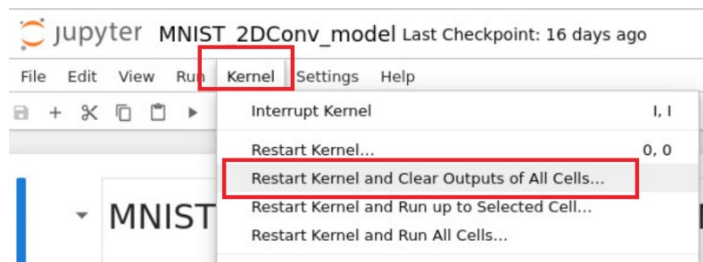 Jupyter MNIST_2DConv_model Last Checkpoint: 16 days ago
File Edit View Run Kernel Settings Help
Interrupt Kernel I, I
Restart Kernel... 0, 0
Restart Kernel and Clear Outputs of All Cells...
Restart Kernel and Run up to Selected Cell...
MNIST
Restart Kernel and Run All Cells...